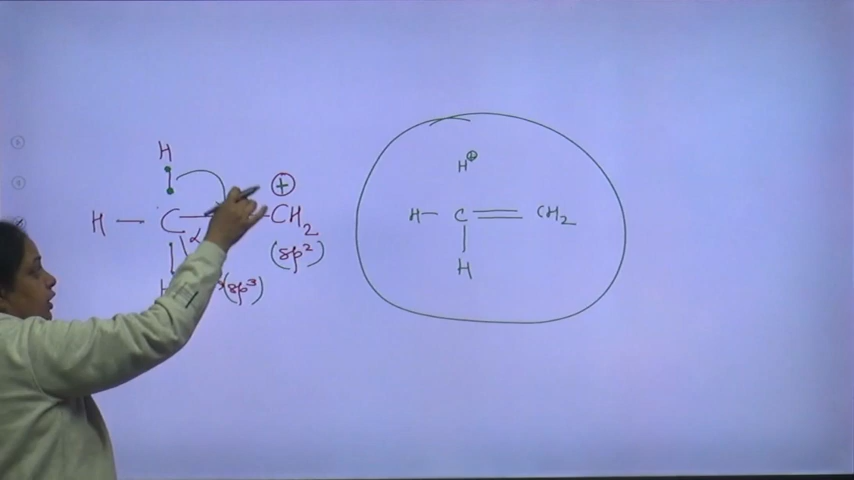 H
H — C — CH₂
⊕
α
(sp²)
(sp³)
H
H⊕
H – C = CH₂
H